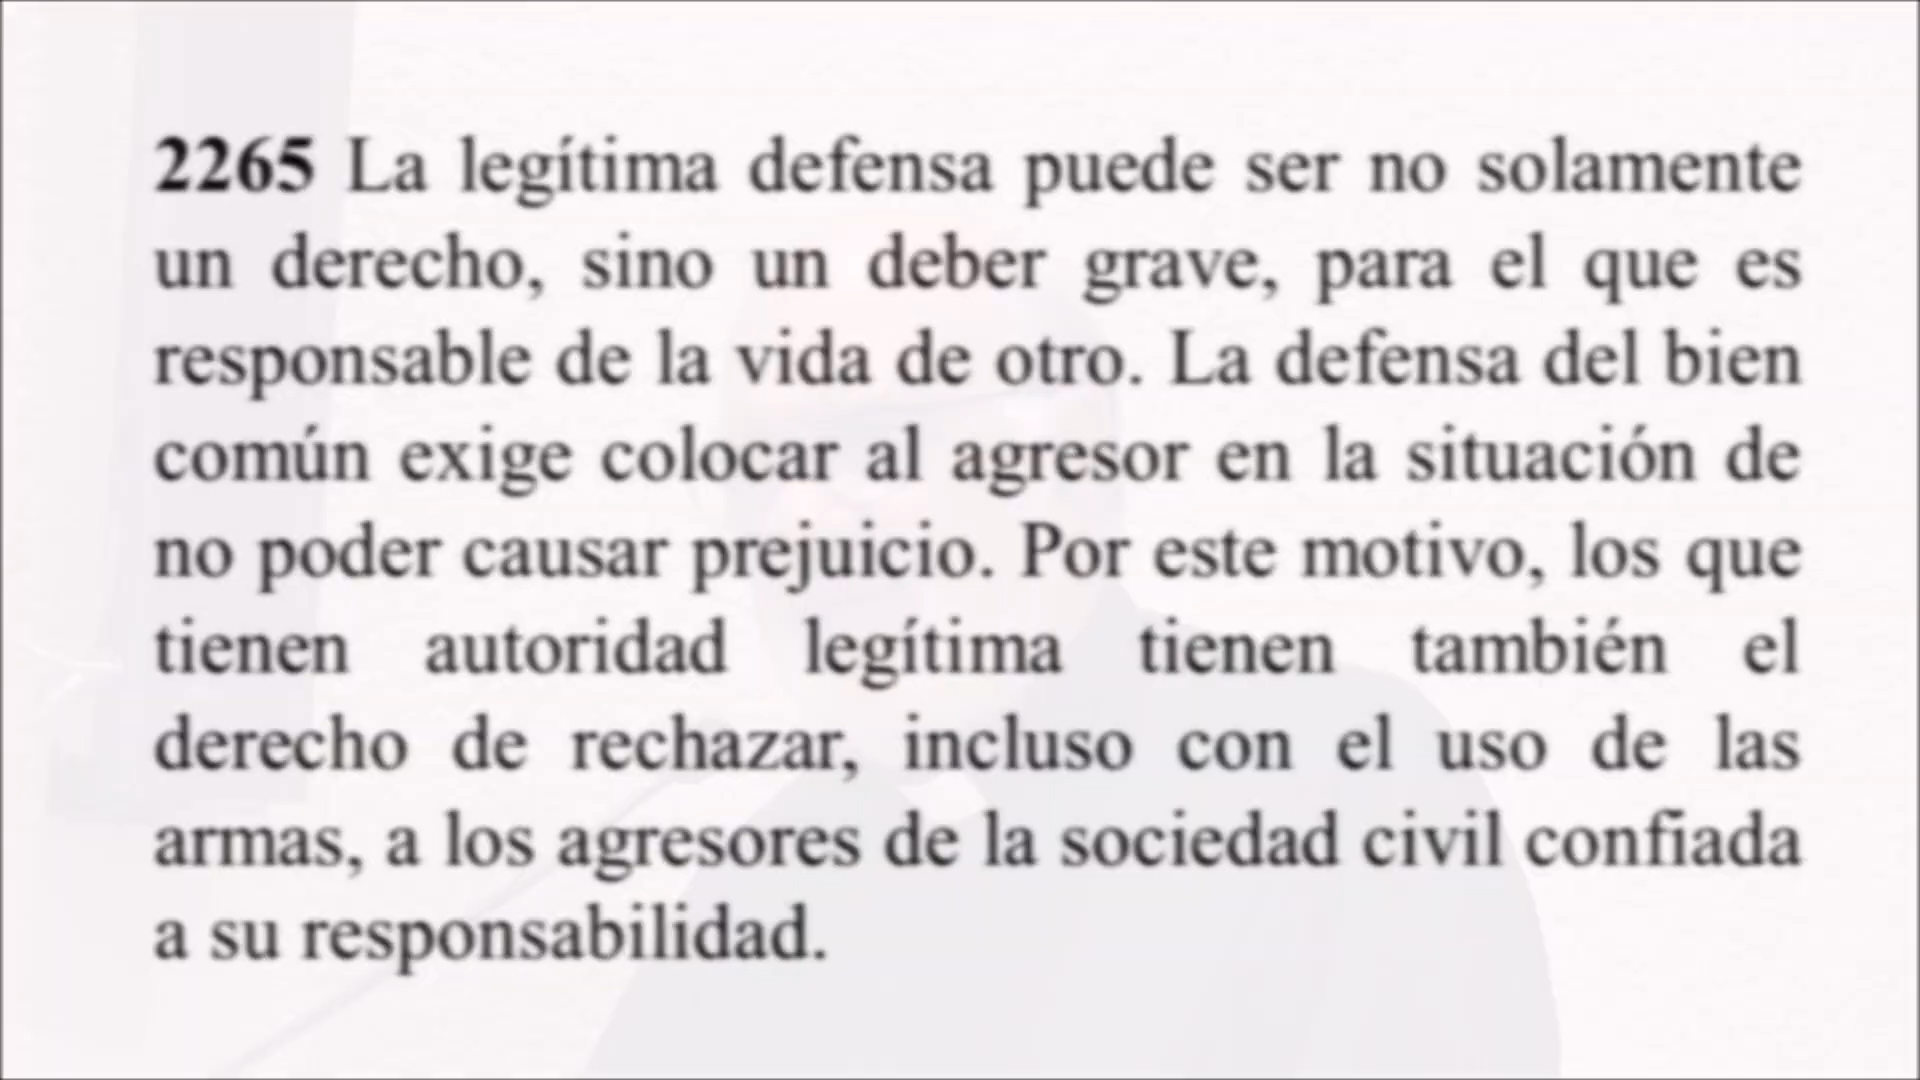 2265 La legítima defensa puede ser no solamente
un derecho, sino un deber grave, para el que es
responsable de la vida de otro. La defensa del bien
común exige colocar al agresor en la situación de
no poder causar prejuicio. Por este motivo, los que
tienen autoridad legítima tienen también el
derecho de rechazar, incluso con el uso de las
armas, a los agresores de la sociedad civil confiada
a su responsabilidad.